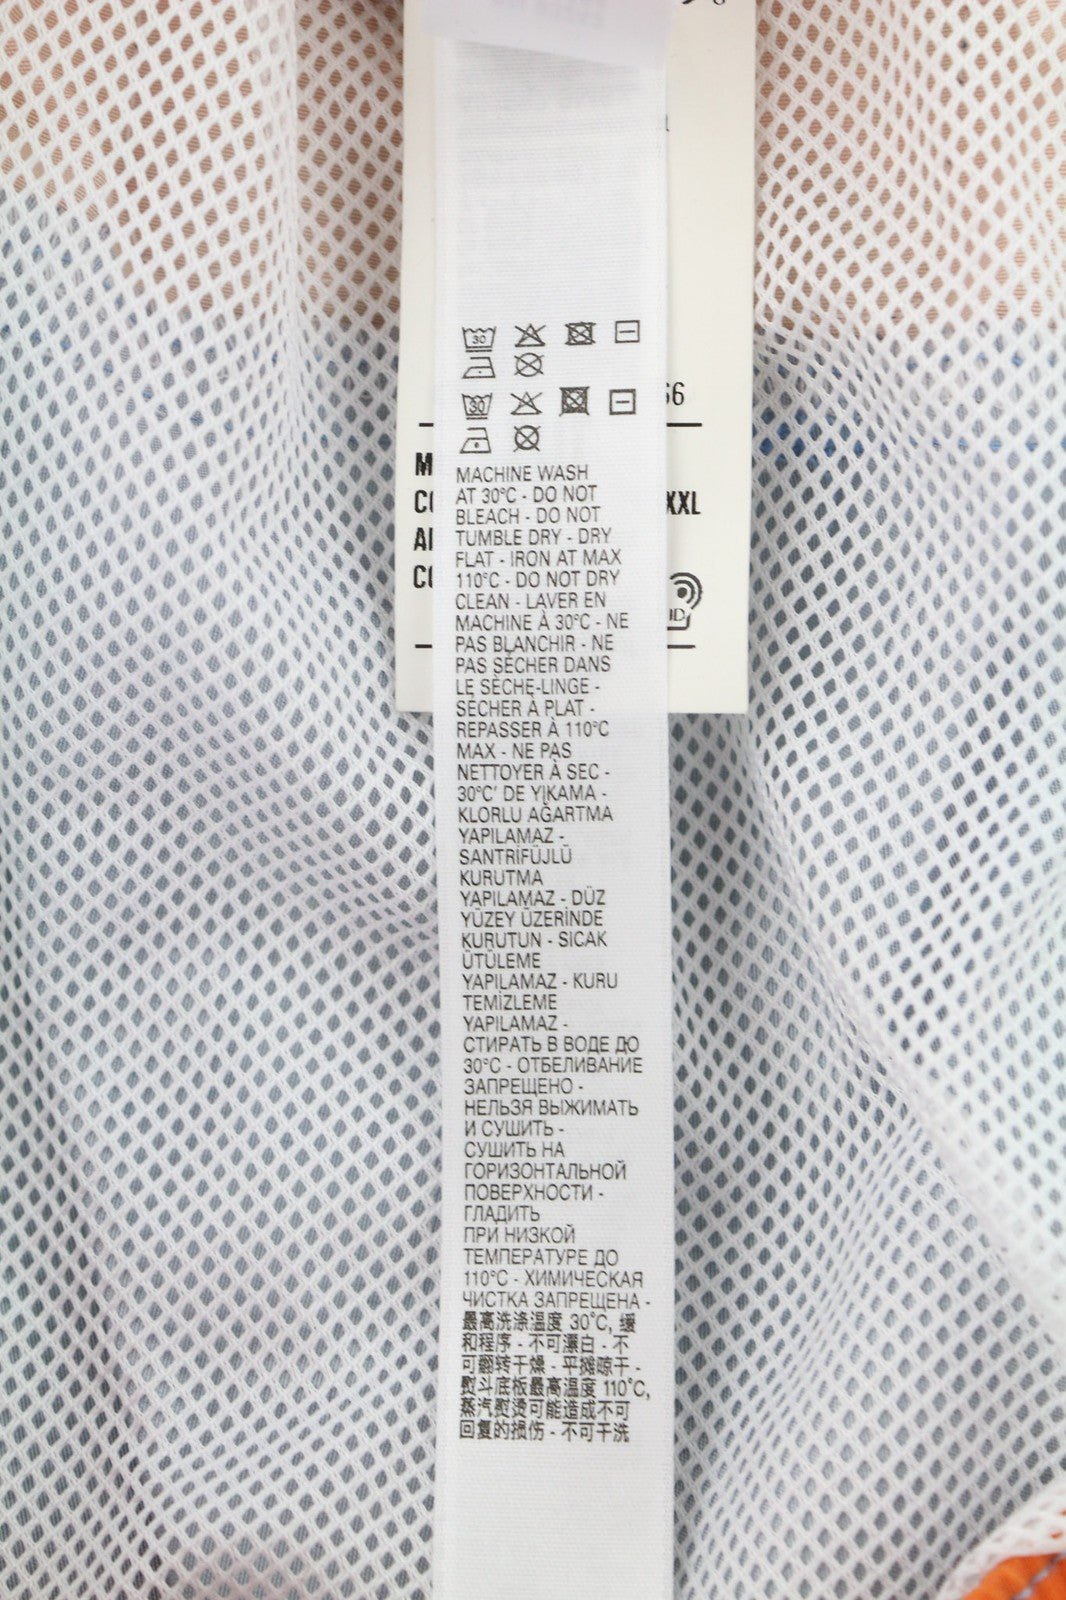 66
XXL
30
30
MACHINE WASH
AT 30°C - DO NOT
BLEACH - DO NOT
TUMBLE DRY - DRY
FLAT - IRON AT MAX
110°C - DO NOT DRY
CLEAN - LAVER EN
MACHINE À 30°C - NE
PAS BLANCHIR - NE
PAS SÉCHER DANS
LE SÈCHE-LINGE -
SÉCHER À PLAT -
REPASSER À 110°C
MAX - NE PAS
NETTOYER À SEC -
30°C' DE YIKAMA -
KLORLU AĞARTMA
YAPILAMAZ -
SANTRİFÜJLÜ
KURUTMA
YAPILAMAZ - DÜZ
YÜZEY ÜZERİNDE
KURUTUN - SICAK
ÜTÜLEME
YAPILAMAZ - KURU
TEMİZLEME
YAPILAMAZ -
СТИРАТЬ В ВОДЕ ДО
30°C - ОТБЕЛИВАНИЕ
ЗАПРЕЩЕНО -
НЕЛЬЗЯ ВЫЖИМАТЬ
И СУШИТЬ -
СУШИТЬ НА
ГОРИЗОНТАЛЬНОЙ
ПОВЕРХНОСТИ -
ГЛАДИТЬ
ПРИ НИЗКОЙ
ТЕМПЕРАТУРЕ ДО
110°C - ХИМИЧЕСКАЯ
ЧИСТКА ЗАПРЕЩЕНА -
最高洗涤温度 30°C, 缓
和程序 - 不可漂白 - 不
可翻转干燥 - 平摊晾干 -
熨斗底板最高温度 110°C,
蒸汽熨烫可能造成不可
回复的损伤 - 不可干洗